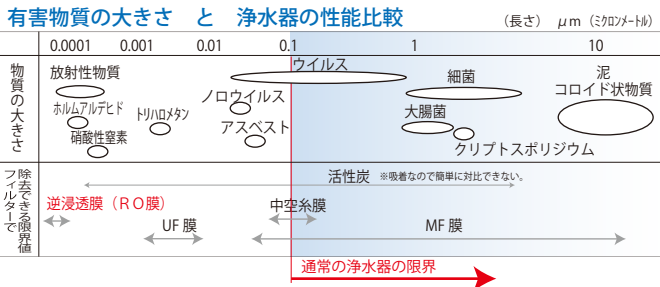 有害物質の大きさ と 浄水器の性能比較
（長さ） μm（ミクロンメートル）
0.0001 0.001 0.01 0.1 1 10
物質の大きさ
放射性物質
ホルムアルデヒド
硝酸性窒素
トリハロメタン
ノロウイルス
アスベスト
ウイルス
細菌
大腸菌
クリプトスポリジウム
泥
コロイド状物質
フィルターで
除去できる限界値
活性炭 ※吸着なので簡単に対比できない。
逆浸透膜（ＲＯ膜）
中空糸膜
UF 膜
MF 膜
通常の浄水器の限界